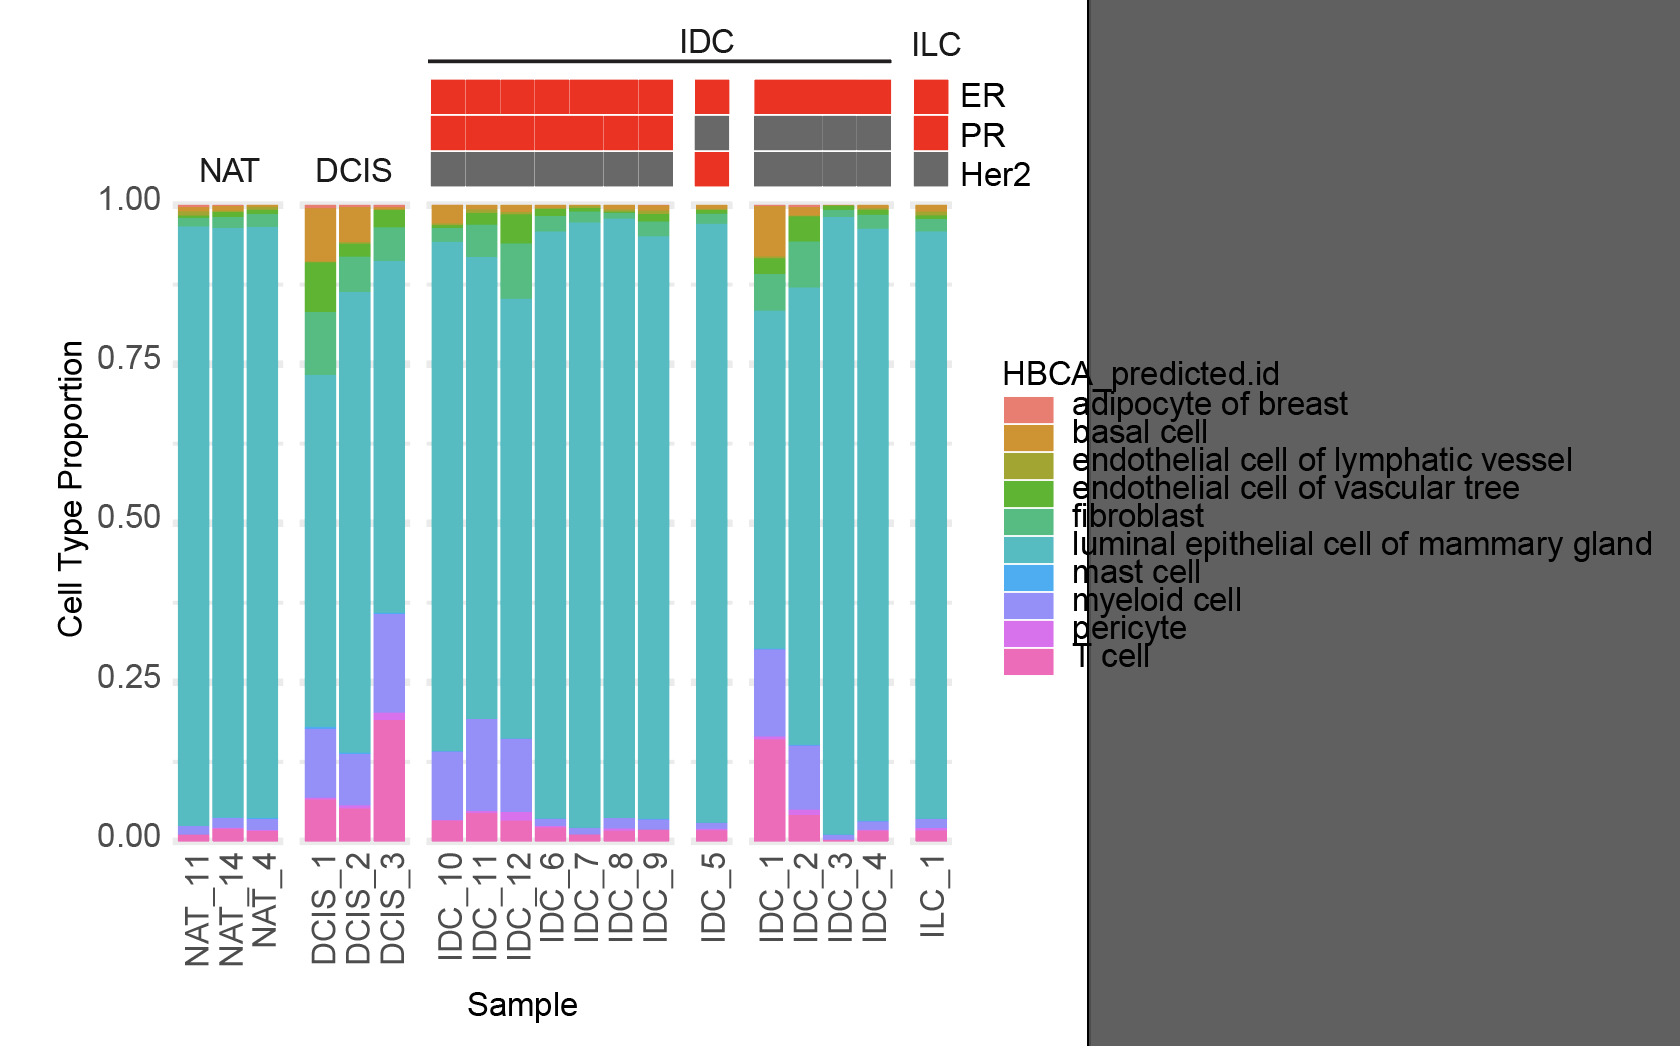 IDC
ILC
ER
PR
Her2
NAT
DCIS
1.00
0.75
0.50
0.25
0.00
Cell Type Proportion
NAT_11
NAT_14
NAT_4
DCIS_1
DCIS_2
DCIS_3
IDC_10
IDC_11
IDC_12
IDC_6
IDC_7
IDC_8
IDC_9
IDC_5
IDC_1
IDC_2
IDC_3
IDC_4
ILC_1
Sample
HBCA_predicted.id
adipocyte of breast
basal cell
endothelial cell of lymphatic vessel
endothelial cell of vascular tree
fibroblast
luminal epithelial cell of mammary gland
mast cell
myeloid cell
pericyte
T cell